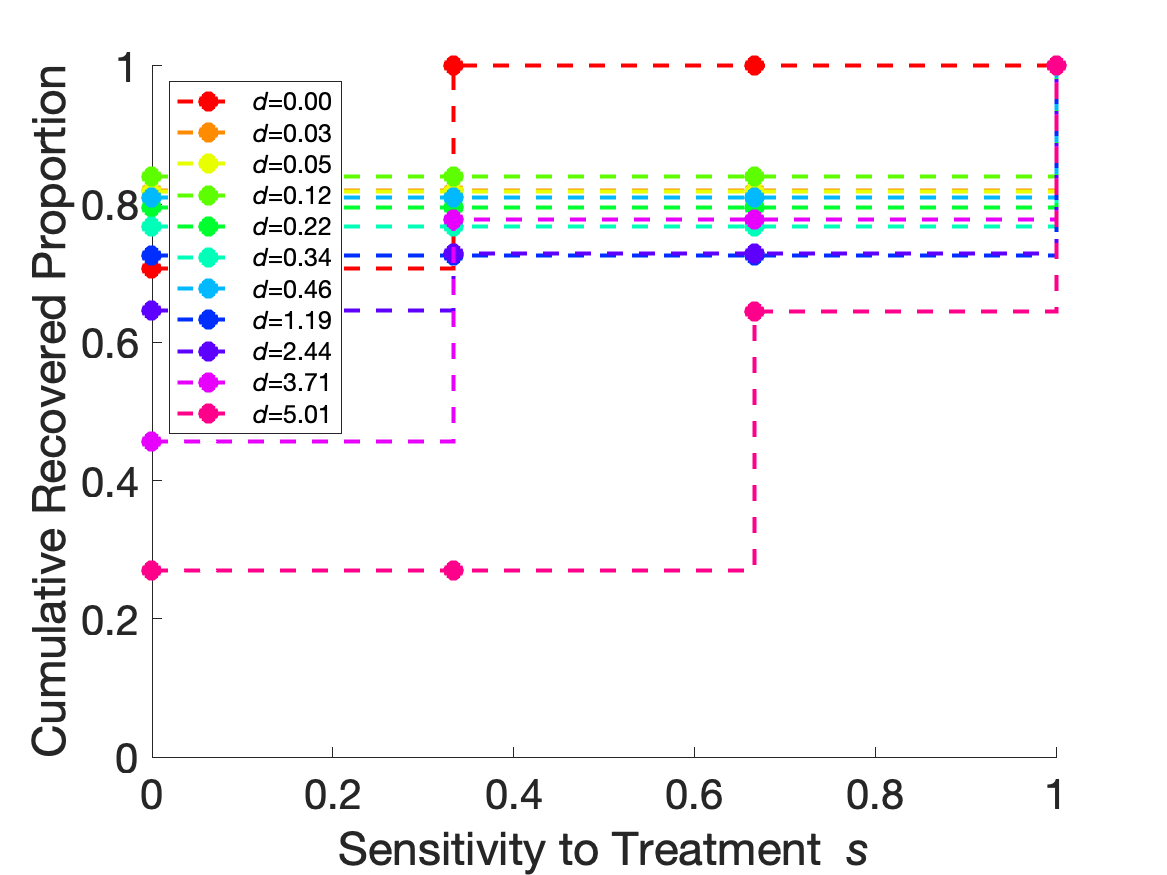 Cumulative Recovered Proportion
1
0.8
0.6
0.4
0.2
0
d=0.00
d=0.03
d=0.05
d=0.12
d=0.22
d=0.34
d=0.46
d=1.19
d=2.44
d=3.71
d=5.01
0 0.2 0.4 0.6 0.8 1
Sensitivity to Treatment s